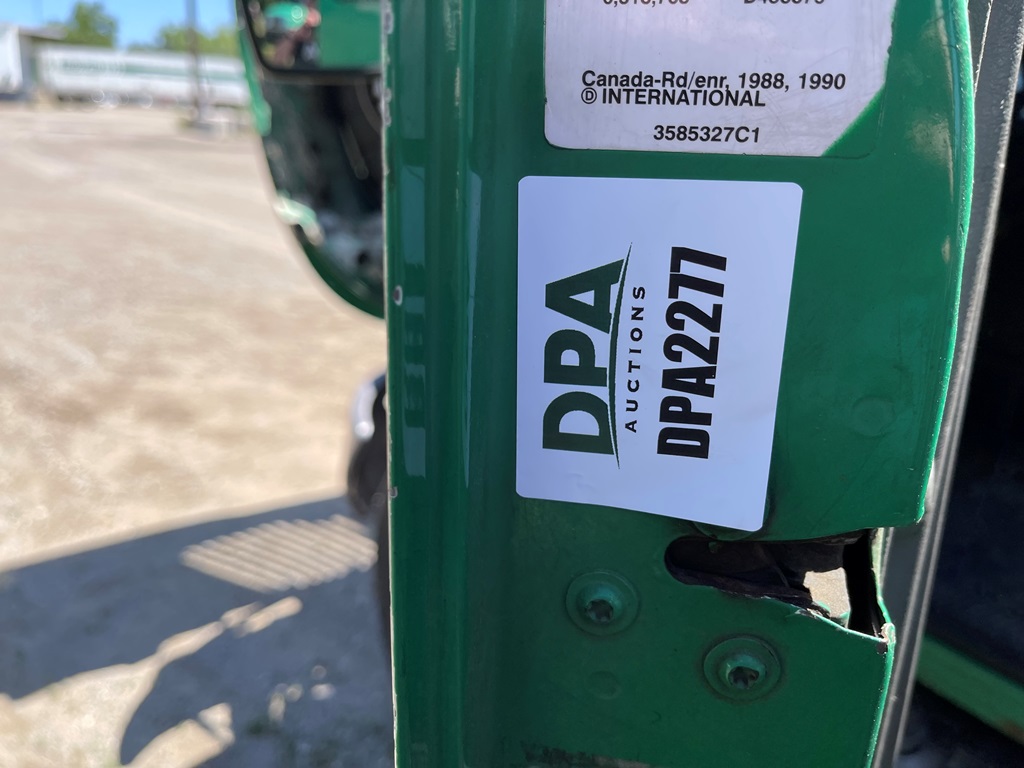 Canada-Rd/enr, 1988, 1990
Ⓓ INTERNATIONAL
3585327C1
DPA
AUCTIONS
DPA2277